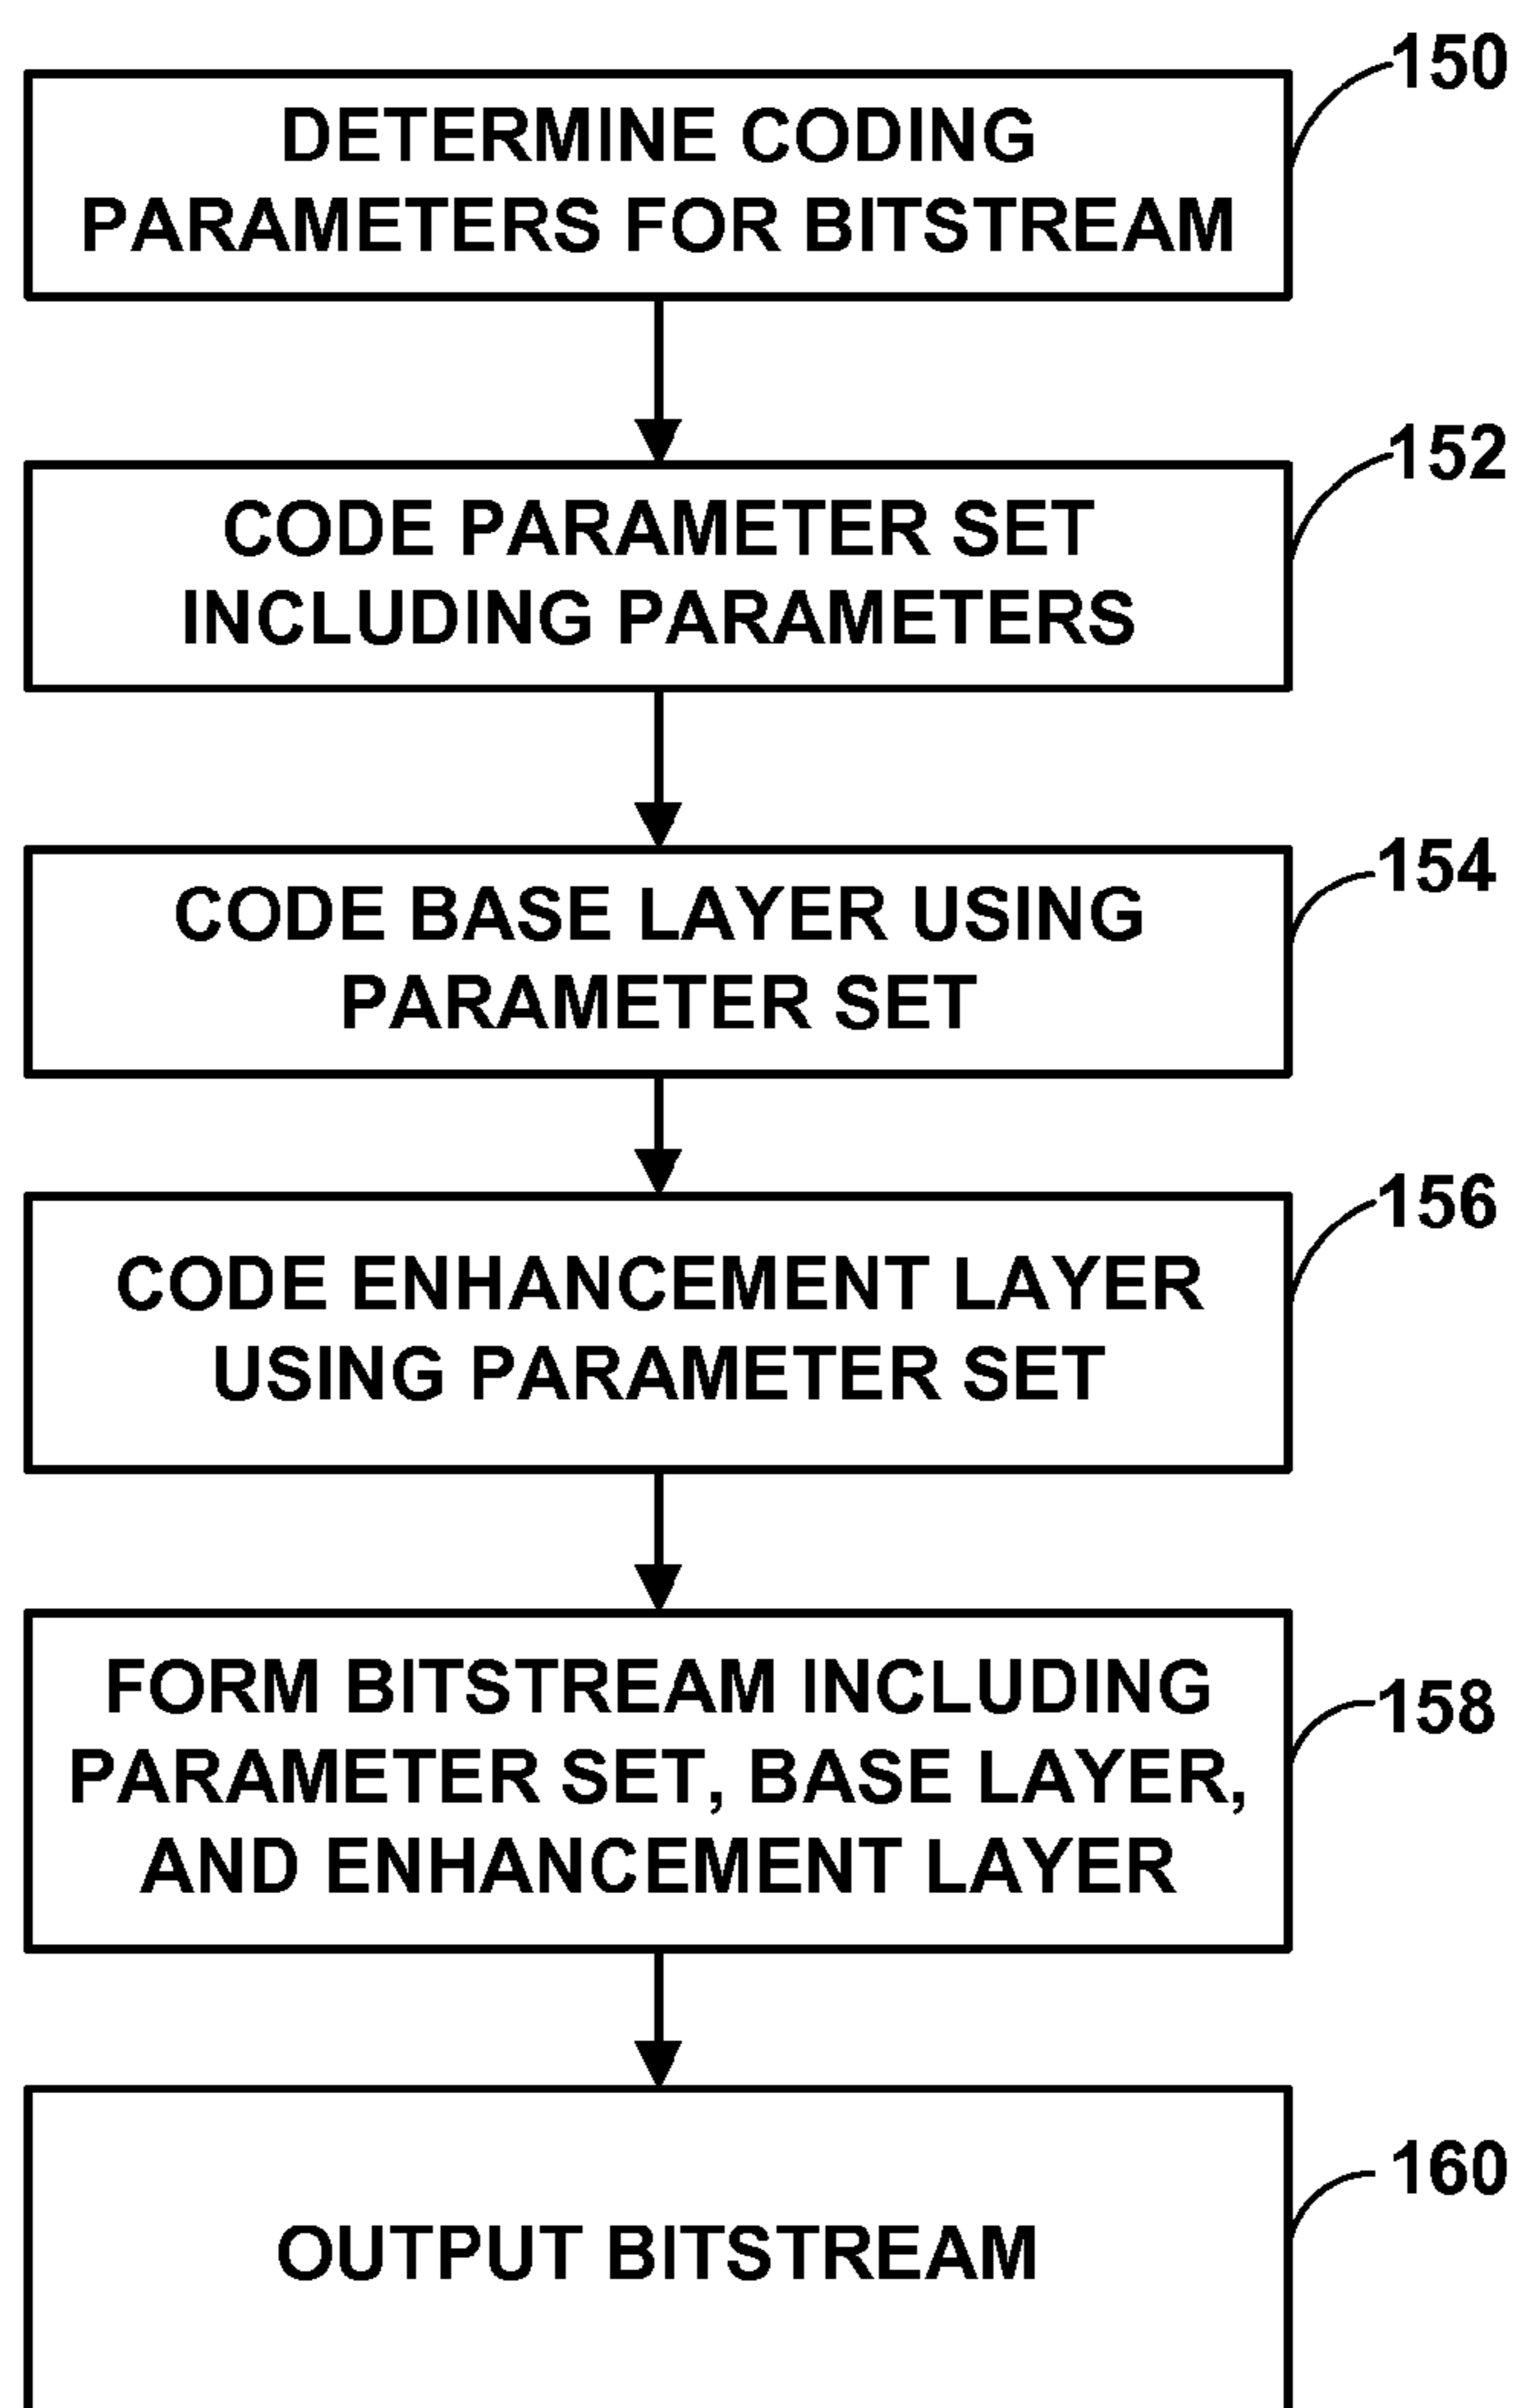 150
DETERMINE CODING
PARAMETERS FOR BITSTREAM
152
CODE PARAMETER SET
INCLUDING PARAMETERS
154
CODE BASE LAYER USING
PARAMETER SET
156
CODE ENHANCEMENT LAYER
USING PARAMETER SET
158
FORM BITSTREAM INCLUDING
PARAMETER SET, BASE LAYER,
AND ENHANCEMENT LAYER
160
OUTPUT BITSTREAM